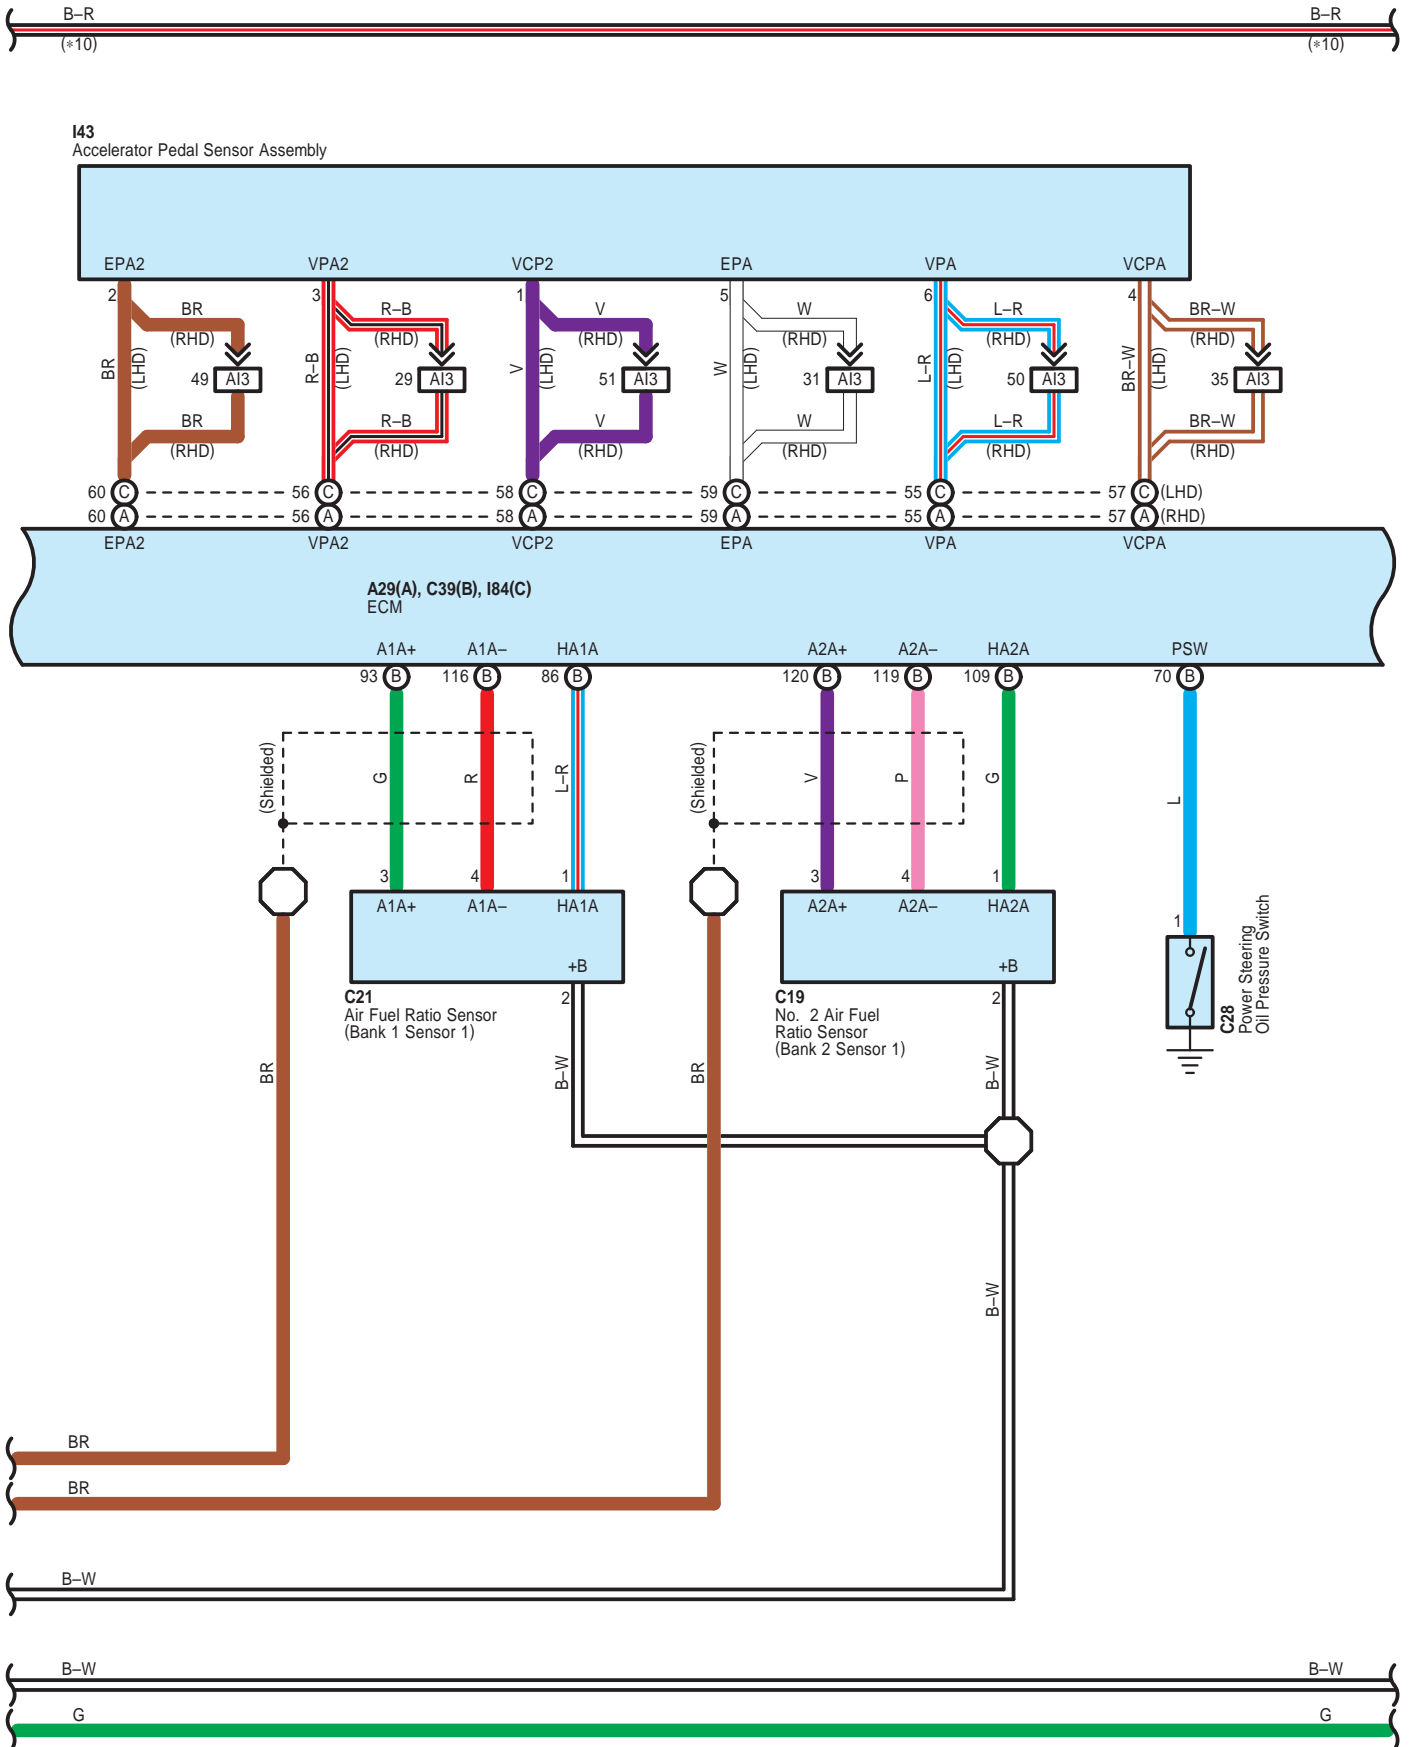 B–R B–R
(*10) (*10)
I43
Accelerator Pedal Sensor Assembly
EPA2 VPA2 VCP2 EPA VPA VCPA
2 3 1 5 6 4
BR R–B V W L–R BR–W
(RHD) (RHD) (RHD) (RHD) (RHD) (RHD)
BR (LHD) R–B (LHD) V (LHD) W (LHD) L–R (LHD) BR–W (LHD)
49 AI3 29 AI3 51 AI3 31 AI3 50 AI3 35 AI3
BR R–B V W L–R BR–W
(RHD) (RHD) (RHD) (RHD) (RHD) (RHD)
60 C 56 C 58 C 59 C 55 C 57 C (LHD)
60 A 56 A 58 A 59 A 55 A 57 A (RHD)
EPA2 VPA2 VCP2 EPA VPA VCPA
A29(A), C39(B), I84(C)
ECM
A1A+ A1A– HA1A A2A+ A2A– HA2A PSW
93 B 116 B 86 B 120 B 119 B 109 B 70 B
(Shielded) G R L–R (Shielded) V P G L
3 4 1 3 4 1 1
A1A+ A1A– HA1A A2A+ A2A– HA2A
+B +B
2 2
C21
Air Fuel Ratio Sensor
(Bank 1 Sensor 1)
C19
No. 2 Air Fuel
Ratio Sensor
(Bank 2 Sensor 1)
C28
Power Steering
Oil Pressure Switch
BR B–W BR B–W
B–W
BR
BR
B–W
B–W B–W
G G